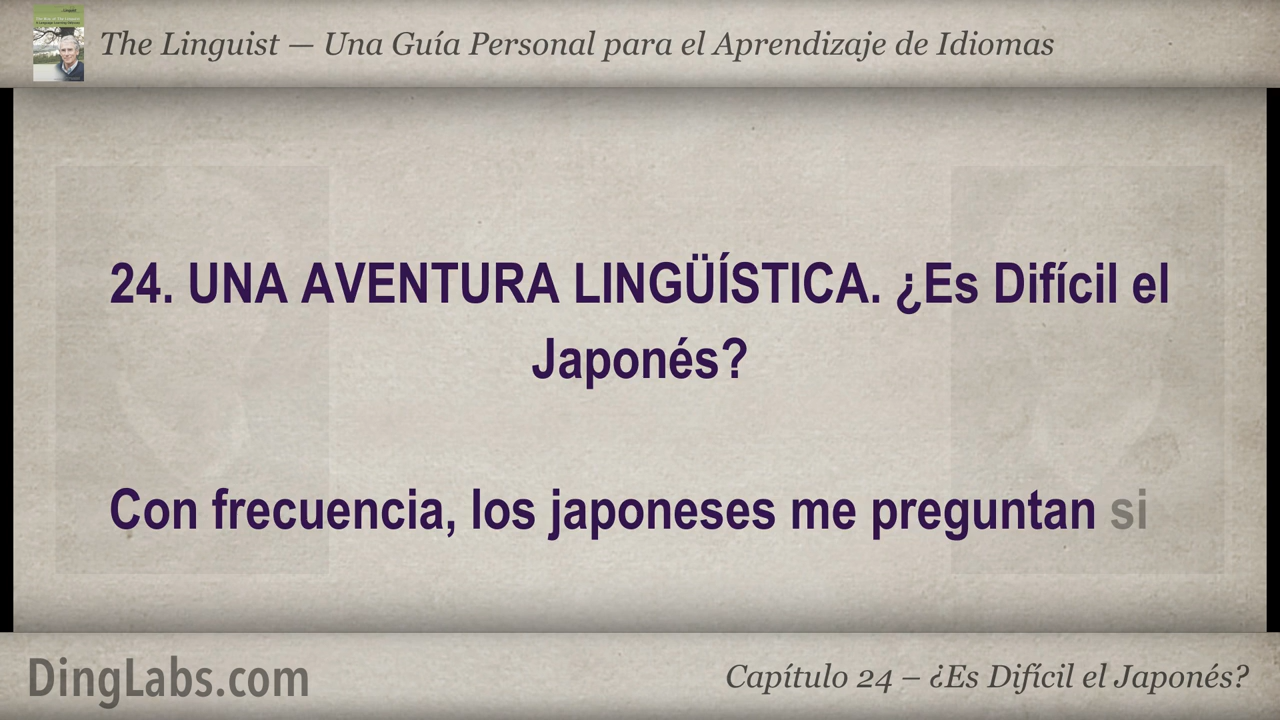 The Linguist — Una Guía Personal para el Aprendizaje de Idiomas
24. UNA AVENTURA LINGÜÍSTICA. ¿Es Difícil el
Japonés?
Con frecuencia, los japoneses me preguntan si
DingLabs.com
Capítulo 24 – ¿Es Difícil el Japonés?